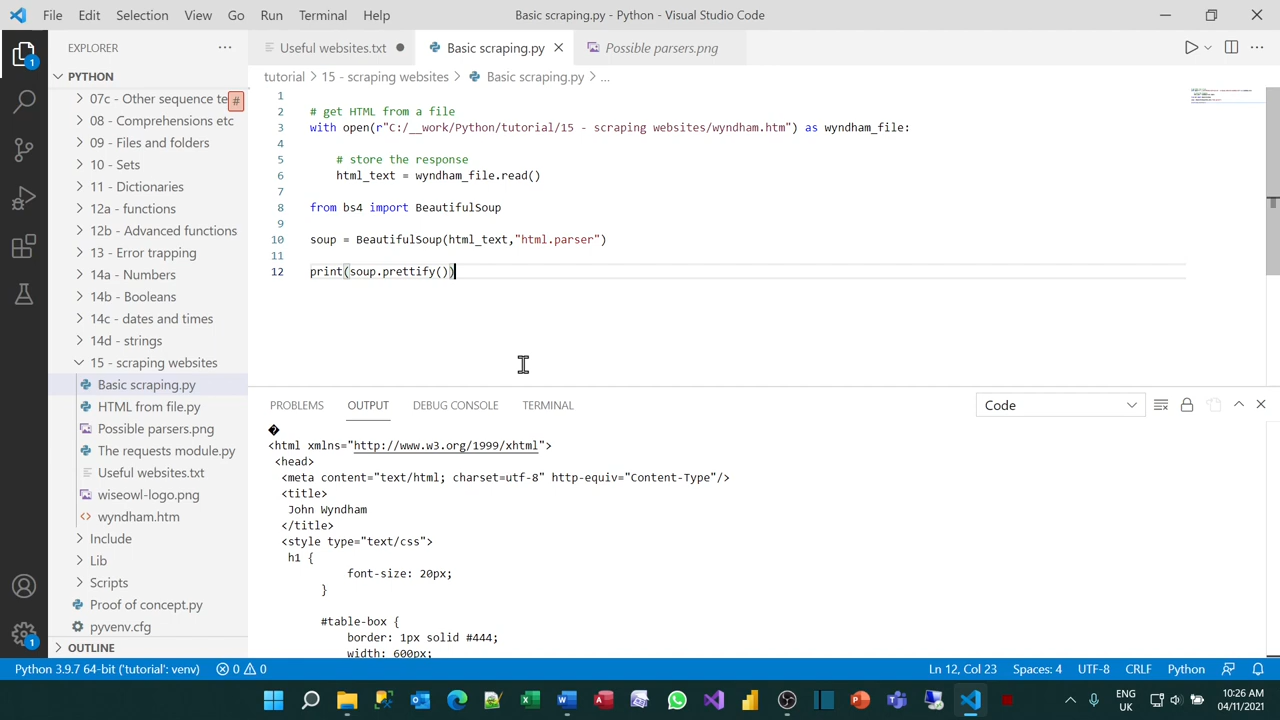 File Edit Selection View Go Run Terminal Help
Basic scraping.py - Python - Visual Studio Code
EXPLORER
Useful websites.txt
Basic scraping.py
Possible parsers.png
PYTHON
tutorial > 15 - scraping websites > Basic scraping.py > ...
07c - Other sequence te
08 - Comprehensions etc
09 - Files and folders
10 - Sets
11 - Dictionaries
12a - functions
12b - Advanced functions
13 - Error trapping
14a - Numbers
14b - Booleans
14c - dates and times
14d - strings
15 - scraping websites
Basic scraping.py
HTML from file.py
Possible parsers.png
The requests module.py
Useful websites.txt
wiseowl-logo.png
wyndham.htm
Include
Lib
Scripts
Proof of concept.py
pyvenv.cfg
OUTLINE
1
1
#
1
2 # get HTML from a file
3 with open(r"C:/__work/Python/tutorial/15 - scraping websites/wyndham.htm") as wyndham_file:
4
5 # store the response
6 html_text = wyndham_file.read()
7
8 from bs4 import BeautifulSoup
9
10 soup = BeautifulSoup(html_text,"html.parser")
11
12 print(soup.prettify())
PROBLEMS OUTPUT DEBUG CONSOLE TERMINAL
Code
�
<html xmlns="http://www.w3.org/1999/xhtml">
<head>
<meta content="text/html; charset=utf-8" http-equiv="Content-Type"/>
<title>
John Wyndham
</title>
<style type="text/css">
h1 {
font-size: 20px;
}
#table-box {
border: 1px solid #444;
width: 600px;
Python 3.9.7 64-bit ('tutorial': venv) 0 0
Ln 12, Col 23 Spaces: 4 UTF-8 CRLF Python
ENG
UK
10:26 AM
04/11/2021